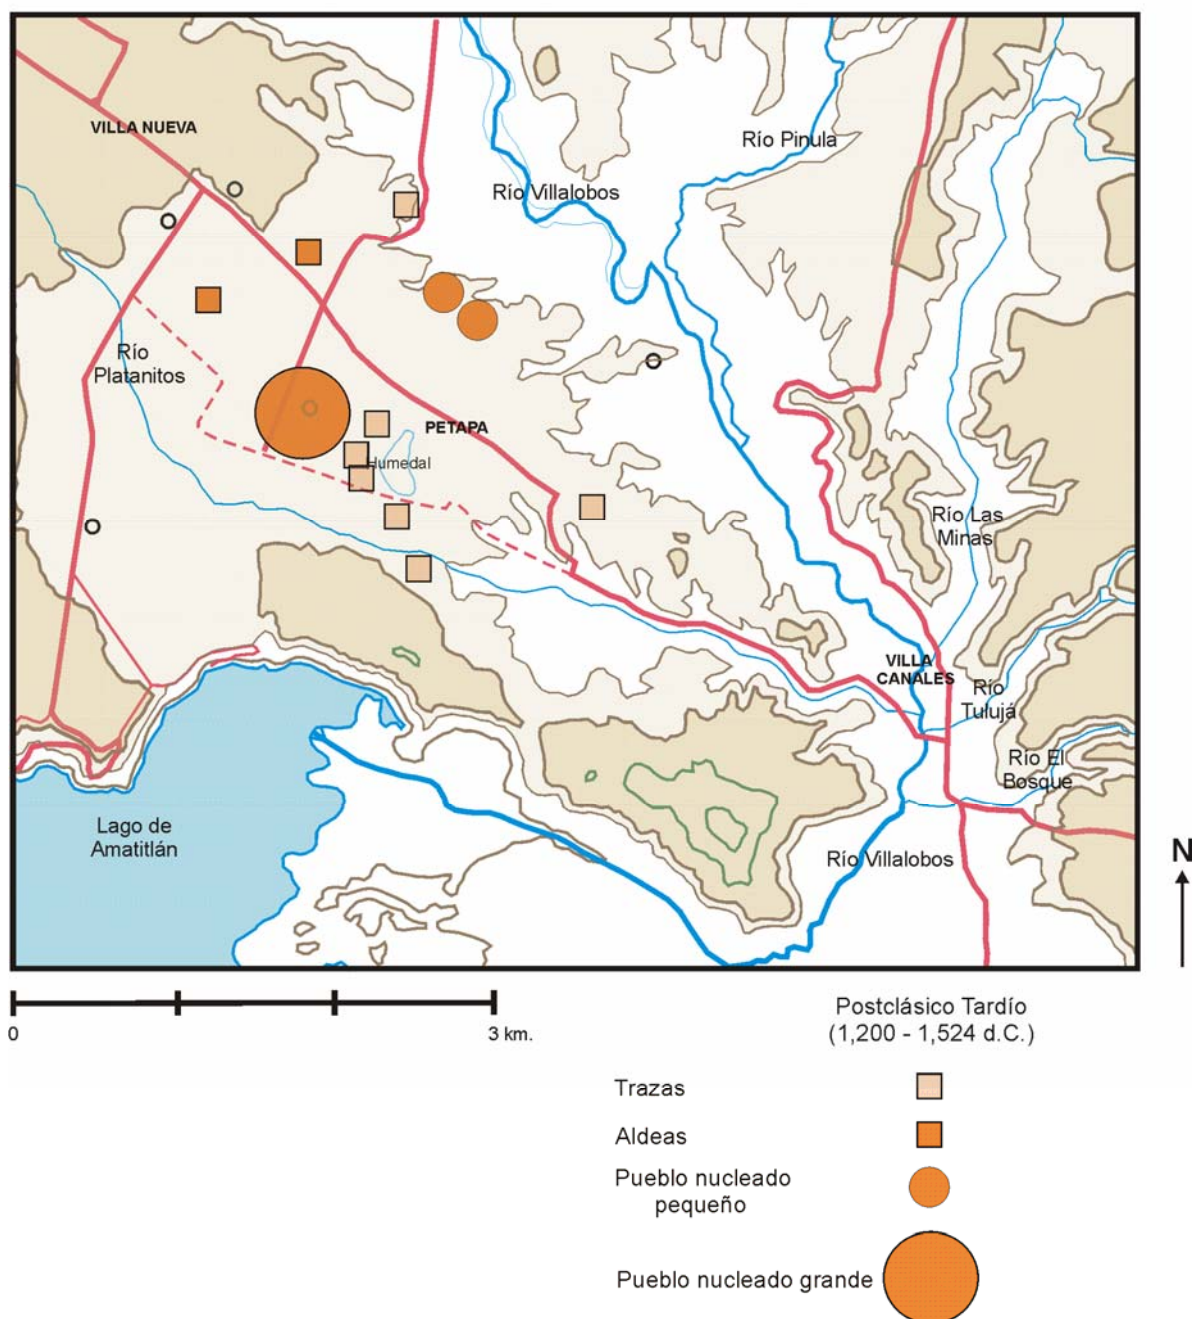 VILLA NUEVA
Río Pinula
Río Villalobos
Río
Platanitos
PETAPA
Humedal
Río Las
Minas
VILLA
CANALES
Río
Tulujá
Río El
Bosque
Lago de
Amatitlán
Río Villalobos
N
0
3 km.
Postclásico Tardío
(1,200 - 1,524 d.C.)
Trazas
Aldeas
Pueblo nucleado
pequeño
Pueblo nucleado grande